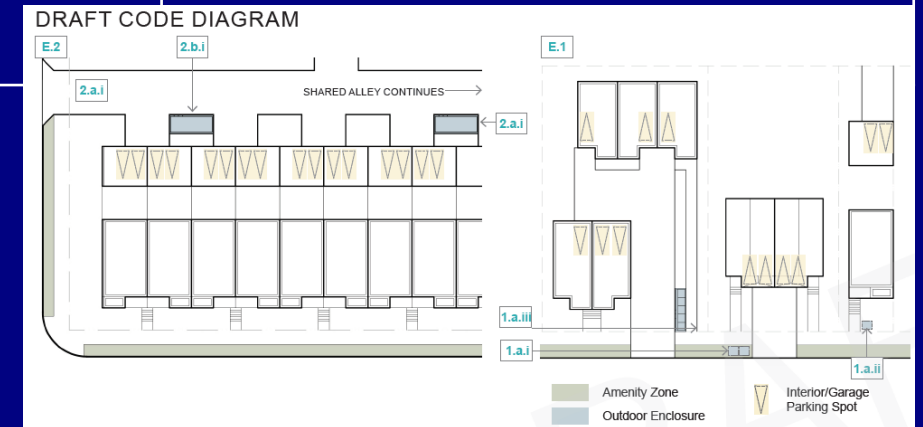 DRAFT CODE DIAGRAM
E.2
2.b.i
E.1
2.a.i
SHARED ALLEY CONTINUES
2.a.i
1.a.iii
1.a.i
1.a.ii
Amenity Zone
Interior/Garage
Parking Spot
Outdoor Enclosure